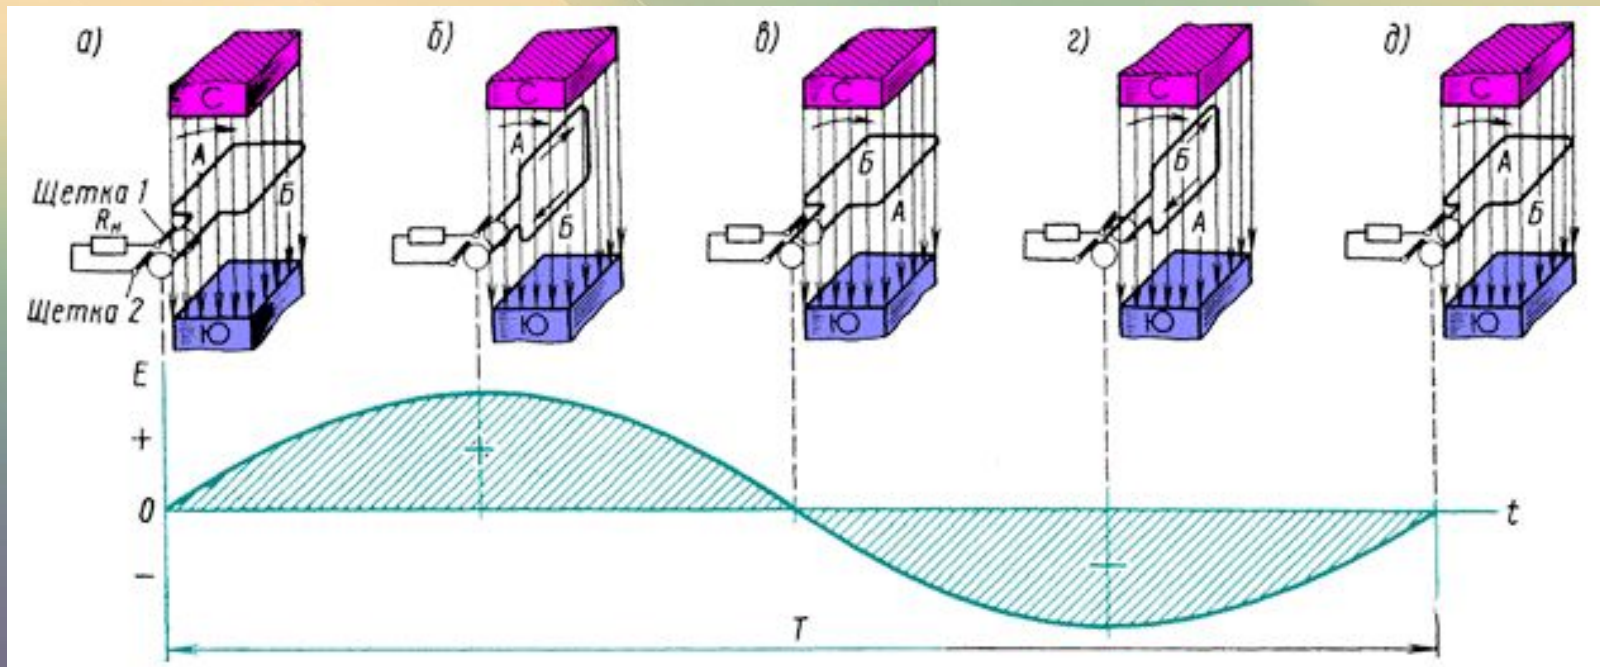 а) б) в) г) д)
С С С С С
А А Б Б А
Щетка 1 Б Б А А Б
Rн
Щетка 2
Ю Ю Ю Ю Ю
E
+ +
0 t
− −
T